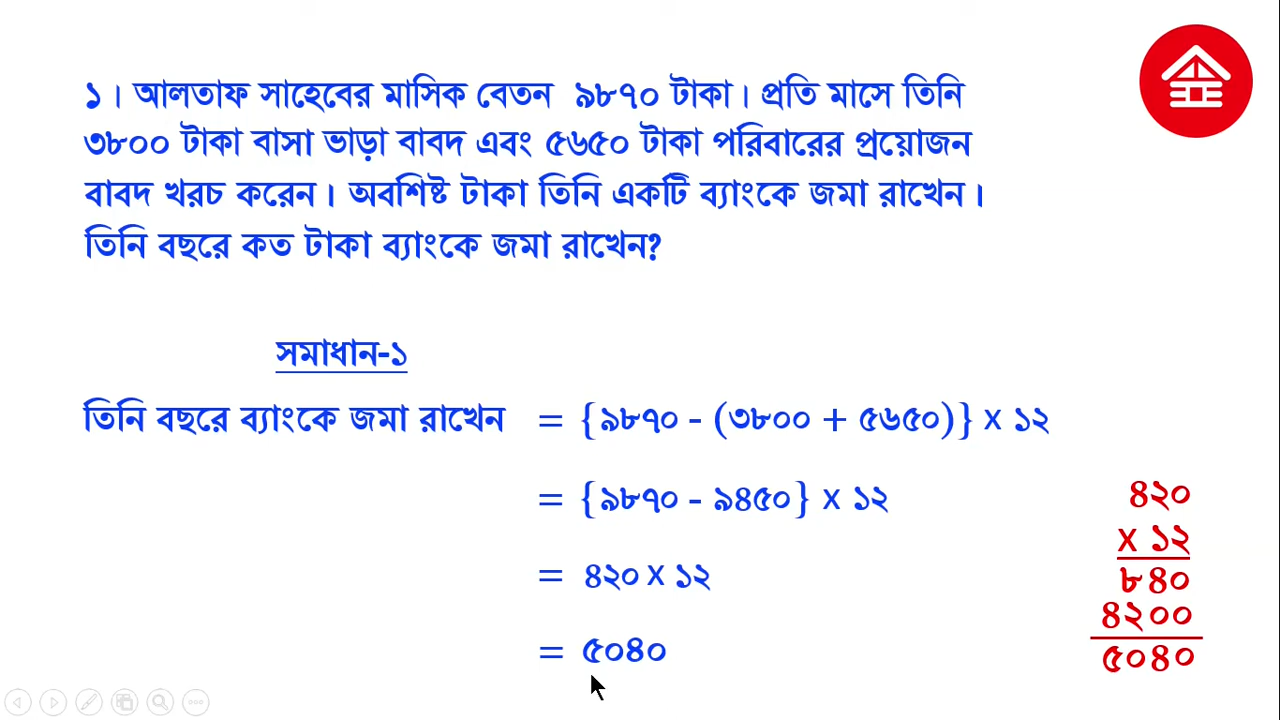 ১। আলতাফ সাহেবের মাসিক বেতন ৯৮৭০ টাকা। প্রতি মাসে তিনি
৩৮০০ টাকা বাসা ভাড়া বাবদ এবং ৫৬৫০ টাকা পরিবারের প্রয়োজন
বাবদ খরচ করেন। অবশিষ্ট টাকা তিনি একটি ব্যাংকে জমা রাখেন।
তিনি বছরে কত টাকা ব্যাংকে জমা রাখেন?
সমাধান-১
তিনি বছরে ব্যাংকে জমা রাখেন = {৯৮৭০ - (৩৮০০ + ৫৬৫০)} x ১২
= {৯৮৭০ - ৯৪৫০} x ১২
= ৪২০ x ১২
= ৫০৪০
৪২০
x ১২
৮৪০
৪২০০
৫০৪০